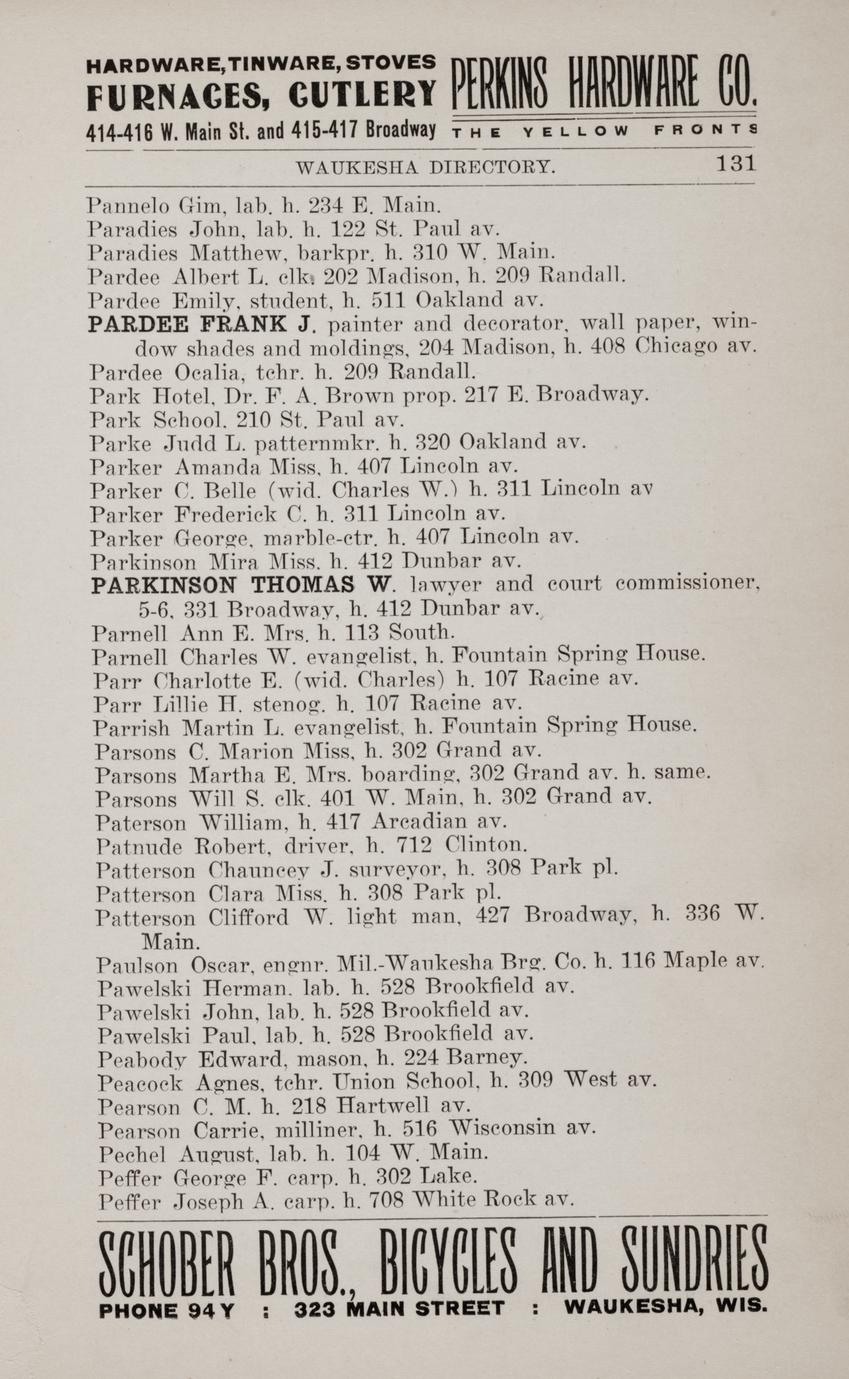 HARDWARE, TINWARE, STOVES
FURNACES, CUTLERY
414-416 W. Main St. and 415-417 Broadway
PERKINS HARDWARE CO.
THE YELLOW FRONTS
WAUKESHA DIRECTORY. 131
Pannelo Gim, lab. h. 234 E. Main.
Paradies John, lab. h. 122 St. Paul av.
Paradies Matthew, barkpr. h. 310 W. Main.
Pardee Albert L. clk. 202 Madison, h. 209 Randall.
Pardee Emily, student, h. 511 Oakland av.
PARDEE FRANK J. painter and decorator, wall paper, win-
dow shades and moldings, 204 Madison, h. 408 Chicago av.
Pardee Ocalia, tchr. h. 209 Randall.
Park Hotel, Dr. F. A. Brown prop. 217 E. Broadway.
Park School, 210 St. Paul av.
Parke Judd L. patternmkr. h. 320 Oakland av.
Parker Amanda Miss, h. 407 Lincoln av.
Parker C. Belle (wid. Charles W.) h. 311 Lincoln av
Parker Frederick C. h. 311 Lincoln av.
Parker George, marble-ctr. h. 407 Lincoln av.
Parkinson Mira Miss, h. 412 Dunbar av.
PARKINSON THOMAS W. lawyer and court commissioner,
5-6, 331 Broadway, h. 412 Dunbar av.
Parnell Ann E. Mrs. h. 113 South.
Parnell Charles W. evangelist, h. Fountain Spring House.
Parr Charlotte E. (wid. Charles) h. 107 Racine av.
Parr Lillie H. stenog. h. 107 Racine av.
Parrish Martin L. evangelist, h. Fountain Spring House.
Parsons C. Marion Miss, h. 302 Grand av.
Parsons Martha E. Mrs. boarding, 302 Grand av. h. same.
Parsons Will S. clk. 401 W. Main, h. 302 Grand av.
Paterson William, h. 417 Arcadian av.
Patnude Robert, driver, h. 712 Clinton.
Patterson Chauncey J. surveyor, h. 308 Park pl.
Patterson Clara Miss, h. 308 Park pl.
Patterson Clifford W. light man, 427 Broadway, h. 336 W.
Main.
Paulson Oscar, engnr. Mil.-Waukesha Brg. Co. h. 116 Maple av.
Pawelski Herman, lab. h. 528 Brookfield av.
Pawelski John, lab. h. 528 Brookfield av.
Pawelski Paul, lab. h. 528 Brookfield av.
Peabody Edward, mason, h. 224 Barney.
Peacock Agnes, tchr. Union School, h. 309 West av.
Pearson C. M. h. 218 Hartwell av.
Pearson Carrie, milliner, h. 516 Wisconsin av.
Pechel August, lab. h. 104 W. Main.
Peffer George F. carp. h. 302 Lake.
Peffer Joseph A. carp. h. 708 White Rock av.
SCHOBER BROS., BICYCLES AND SUNDRIES
PHONE 94Y : 323 MAIN STREET : WAUKESHA, WIS.